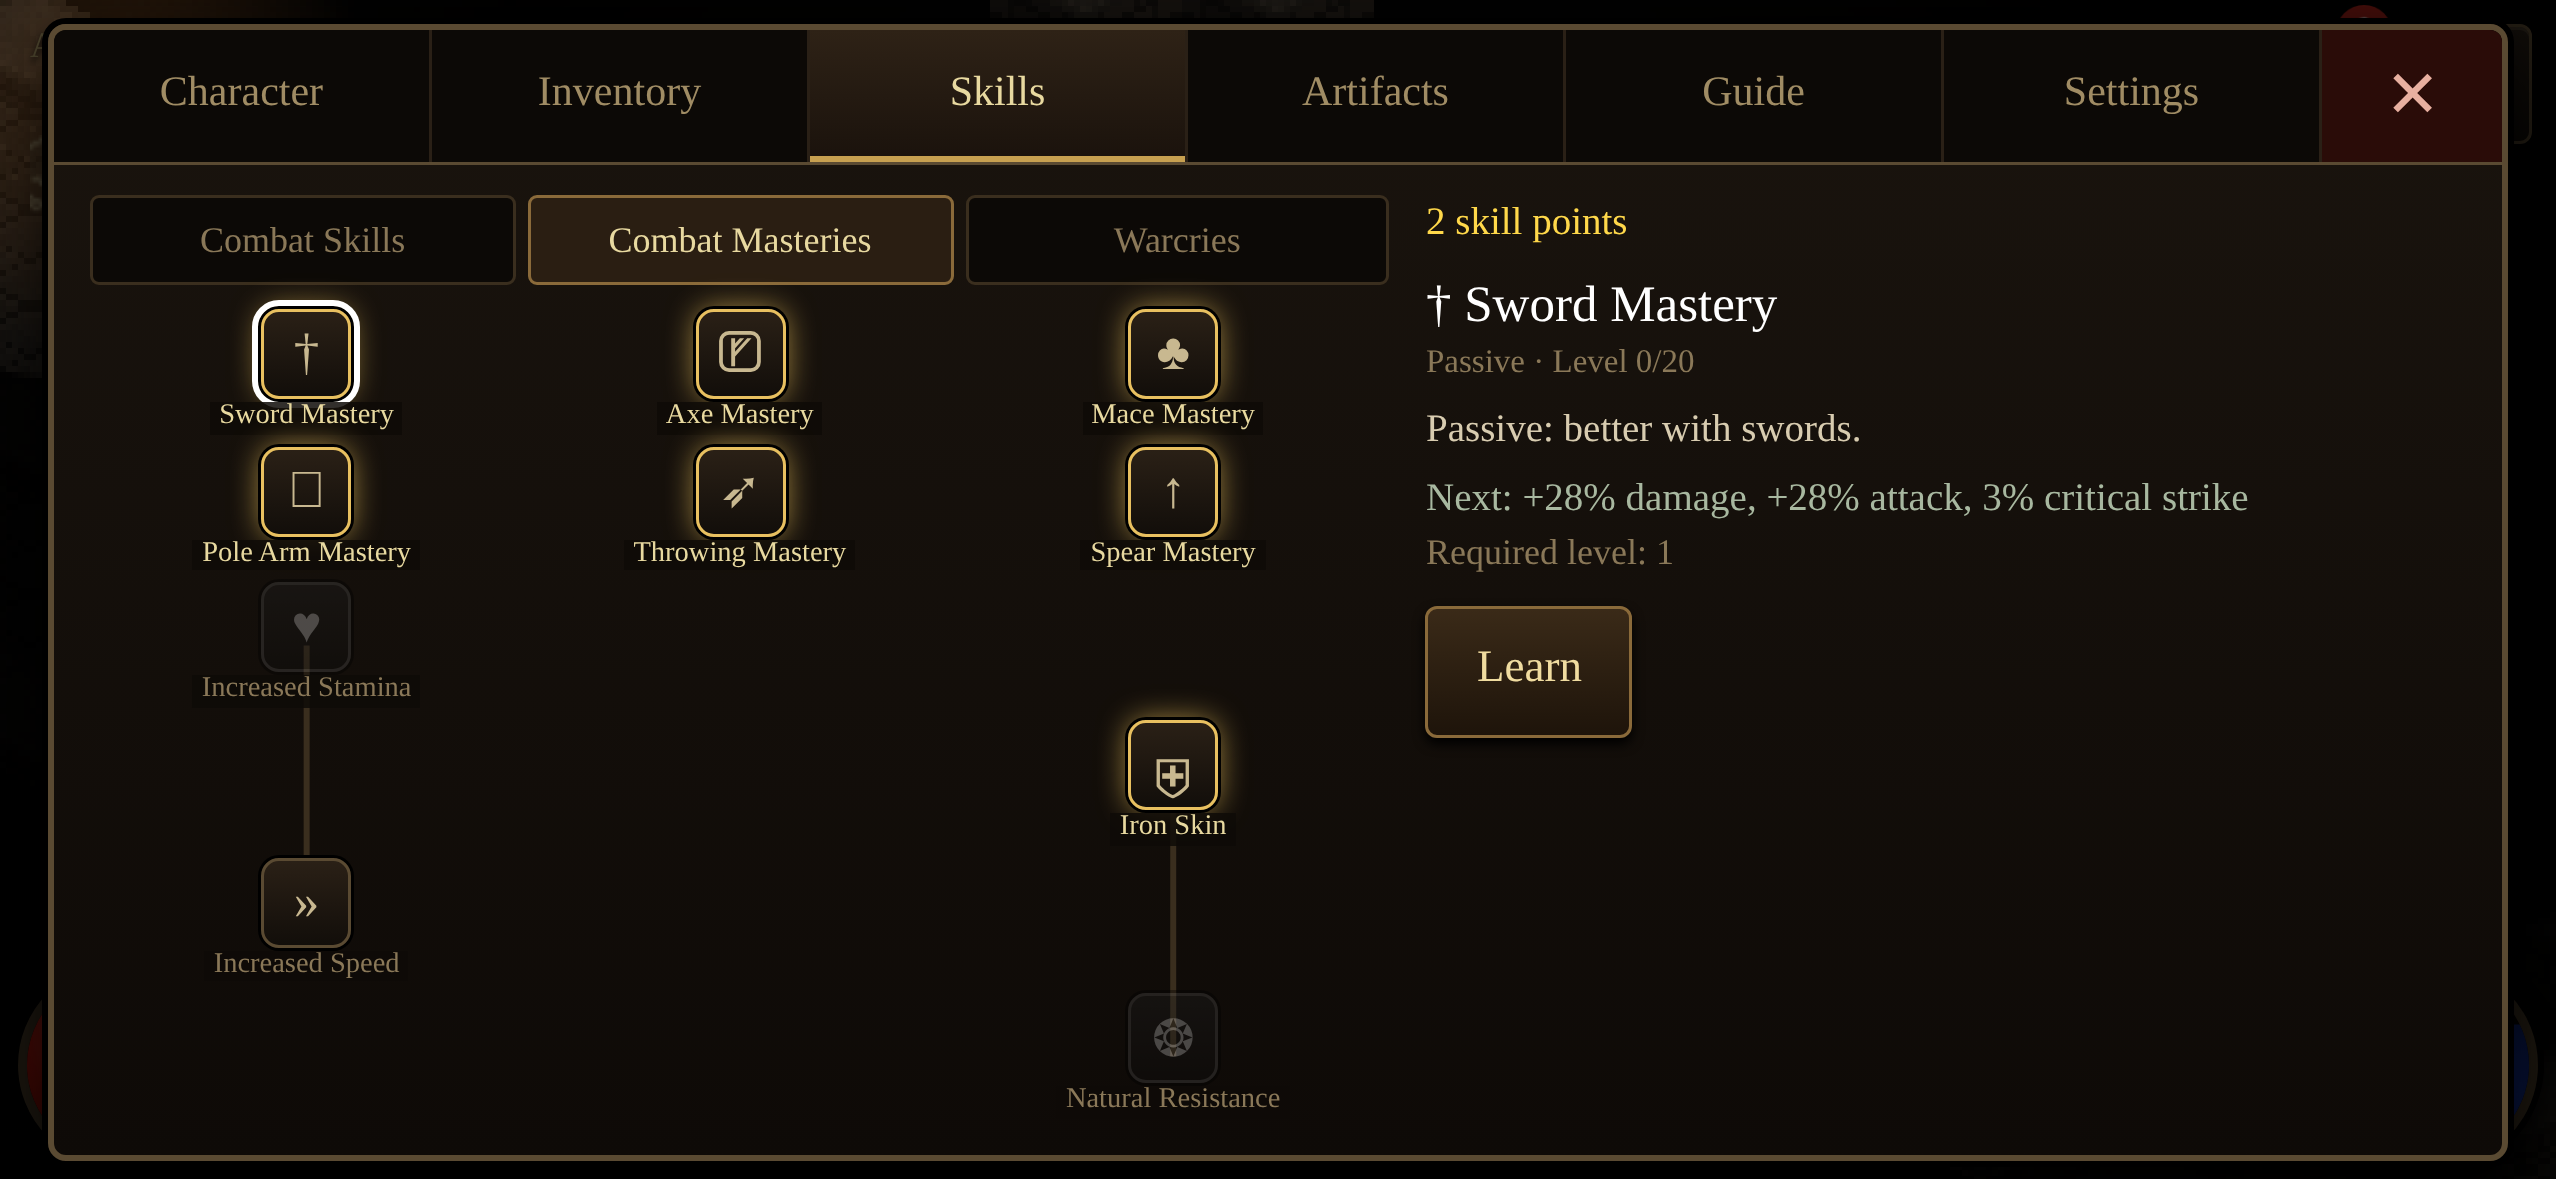 Character
Inventory
Skills
Artifacts
Guide
Settings
✕
Combat Skills
Combat Masteries
Warcries
Sword Mastery
Axe Mastery
Mace Mastery
Pole Arm Mastery
Throwing Mastery
Spear Mastery
Increased Stamina
Iron Skin
Increased Speed
Natural Resistance
2 skill points
† Sword Mastery
Passive · Level 0/20
Passive: better with swords.
Next: +28% damage, +28% attack, 3% critical strike
Required level: 1
Learn